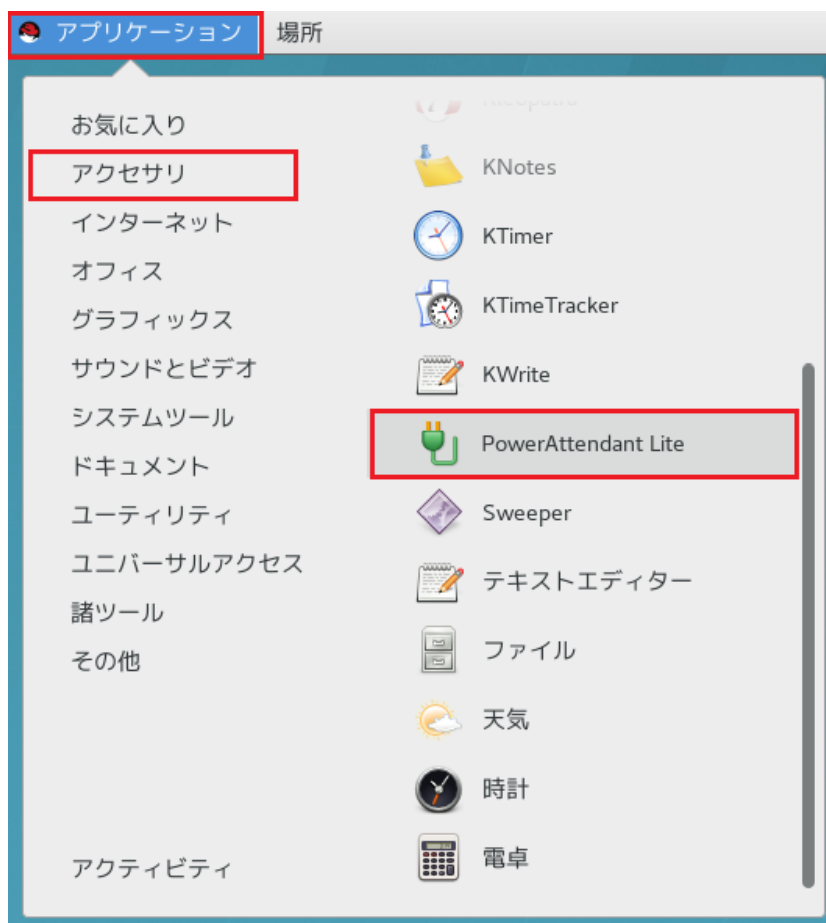 アプリケーション 場所
お気に入り
アクセサリ
インターネット
オフィス
グラフィックス
サウンドとビデオ
システムツール
ドキュメント
ユーティリティ
ユニバーサルアクセス
諸ツール
その他
アクティビティ
KNotes
KTimer
KTimeTracker
KWrite
PowerAttendant Lite
Sweeper
テキストエディター
ファイル
天気
時計
電卓